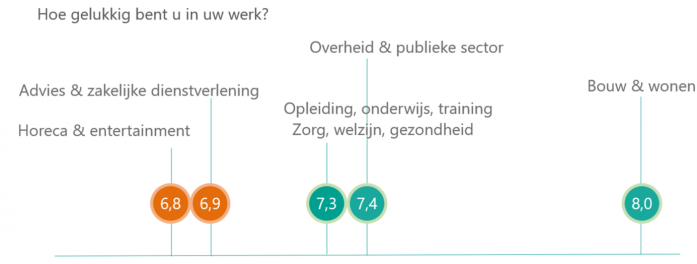 Hoe gelukkig bent u in uw werk?
Overheid & publieke sector
Advies & zakelijke dienstverlening
Bouw & wonen
Opleiding, onderwijs, training
Horeca & entertainment
Zorg, welzijn, gezondheid
6,8
6,9
7,3
7,4
8,0